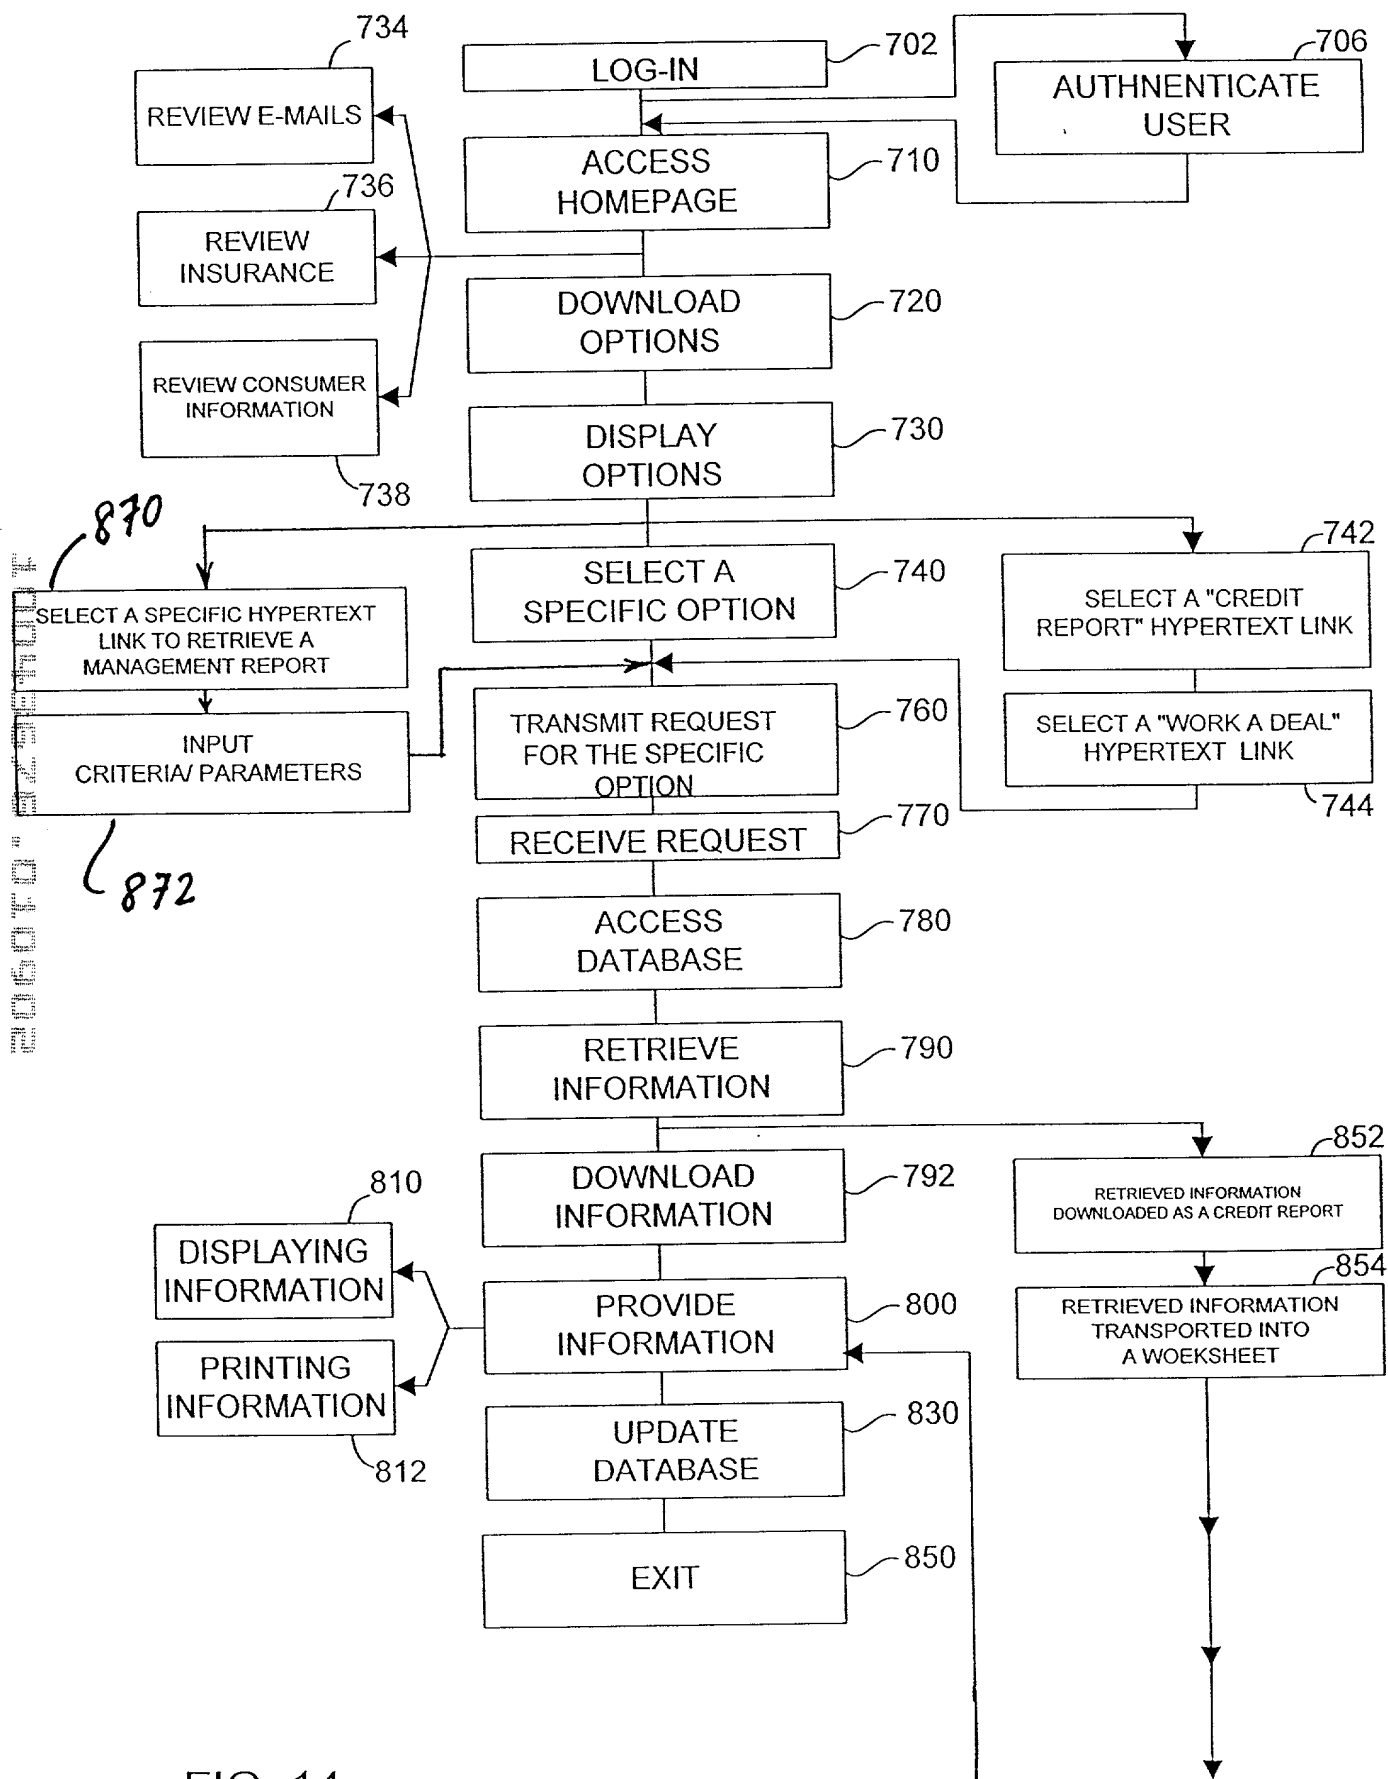 734
LOG-IN
702
706
REVIEW E-MAILS
AUTHNENTICATE
USER
ACCESS
HOMEPAGE
710
736
REVIEW
INSURANCE
DOWNLOAD
OPTIONS
720
REVIEW CONSUMER
INFORMATION
738
DISPLAY
OPTIONS
730
870
SELECT A SPECIFIC HYPERTEXT
LINK TO RETRIEVE A
MANAGEMENT REPORT
SELECT A
SPECIFIC OPTION
740
742
SELECT A "CREDIT
REPORT" HYPERTEXT LINK
INPUT
CRITERIA/ PARAMETERS
872
TRANSMIT REQUEST
FOR THE SPECIFIC
OPTION
760
SELECT A "WORK A DEAL"
HYPERTEXT LINK
744
RECEIVE REQUEST
770
ACCESS
DATABASE
780
RETRIEVE
INFORMATION
790
DOWNLOAD
INFORMATION
792
852
RETRIEVED INFORMATION
DOWNLOADED AS A CREDIT REPORT
810
DISPLAYING
INFORMATION
PROVIDE
INFORMATION
800
854
RETRIEVED INFORMATION
TRANSPORTED INTO
A WOEKSHEET
PRINTING
INFORMATION
812
UPDATE
DATABASE
830
EXIT
850